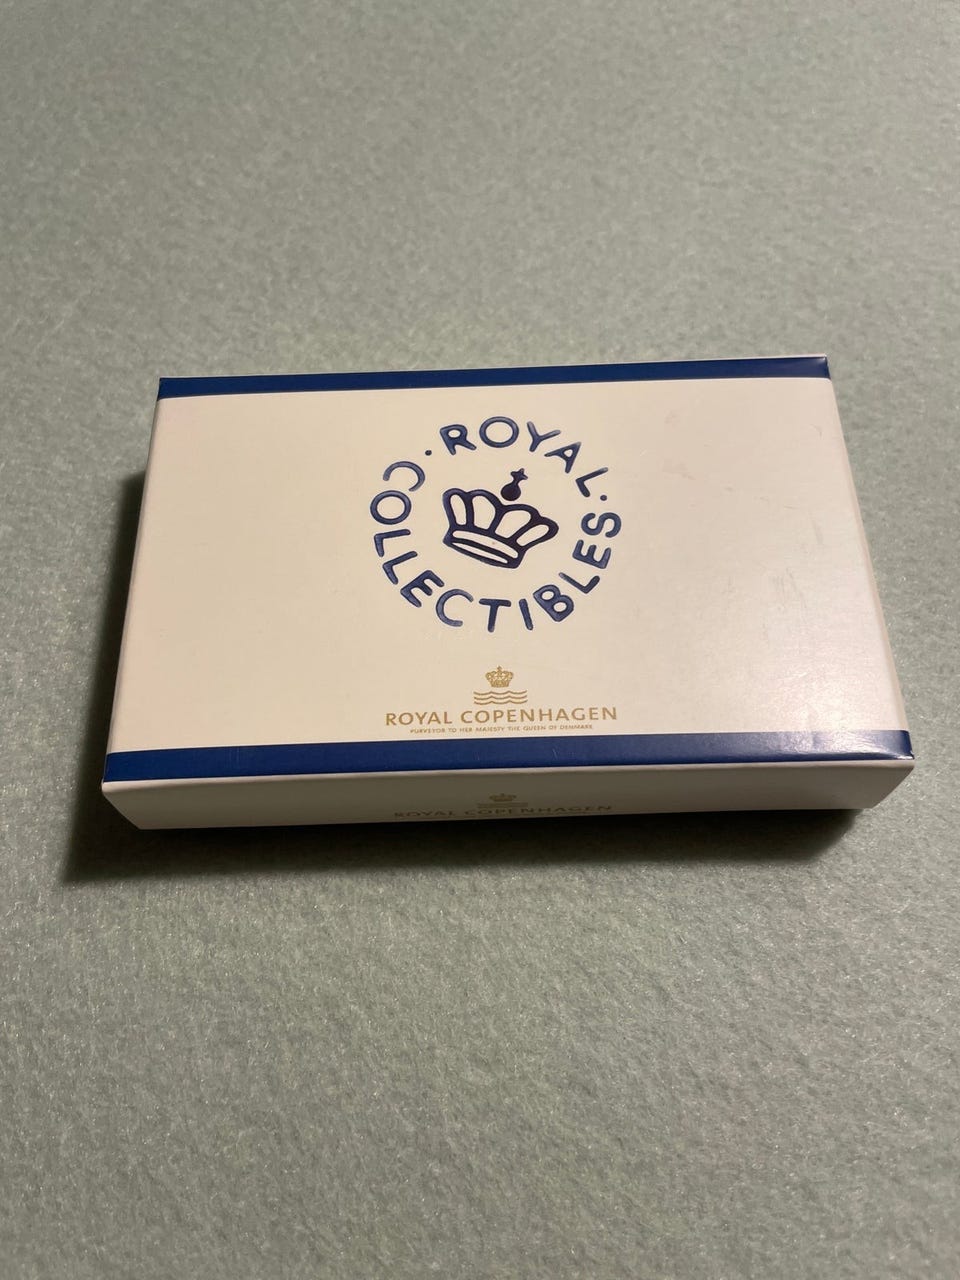 ROYAL · COLLECTIBLES ·
ROYAL COPENHAGEN
PURVEYOR TO HER MAJESTY THE QUEEN OF DENMARK
ROYAL COPENHAGEN